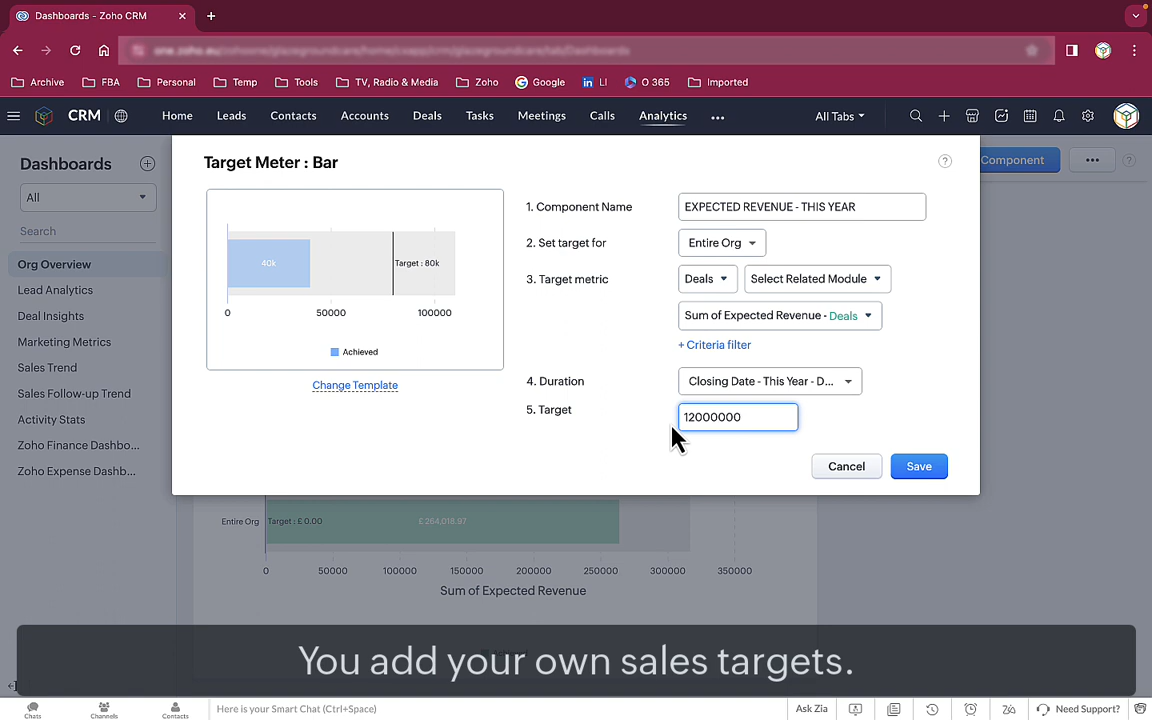 Dashboards - Zoho CRM
Archive FBA Personal Temp Tools TV, Radio & Media Zoho Google LI O 365 Imported
CRM Home Leads Contacts Accounts Deals Tasks Meetings Calls Analytics ... All Tabs
Dashboards
All
Search
Org Overview
Lead Analytics
Deal Insights
Marketing Metrics
Sales Trend
Sales Follow-up Trend
Activity Stats
Zoho Finance Dashbo...
Zoho Expense Dashb...
Component
Target Meter : Bar
40k
Target : 80k
0 50000 100000
Achieved
Change Template
1. Component Name EXPECTED REVENUE - THIS YEAR
2. Set target for Entire Org
3. Target metric Deals Select Related Module
Sum of Expected Revenue - Deals
+ Criteria filter
4. Duration Closing Date - This Year - D...
5. Target 12000000
Cancel Save
Entire Org Target : £ 0.00 £ 264,018.97
0 50000 100000 150000 200000 250000 300000 350000
Sum of Expected Revenue
You add your own sales targets.
Chats Channels Contacts Here is your Smart Chat (Ctrl+Space) Ask Zia Need Support?